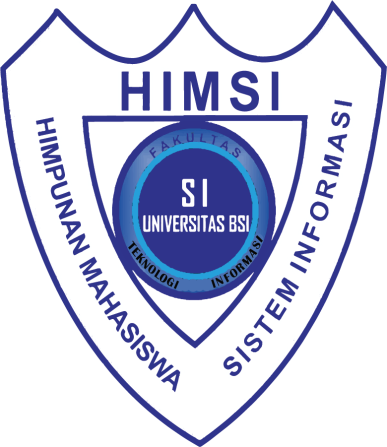 HIMSI
HIMPUNAN MAHASISWA
SISTEM INFORMASI
FAKULTAS
SI
UNIVERSITAS BSI
TEKNOLOGI INFORMASI